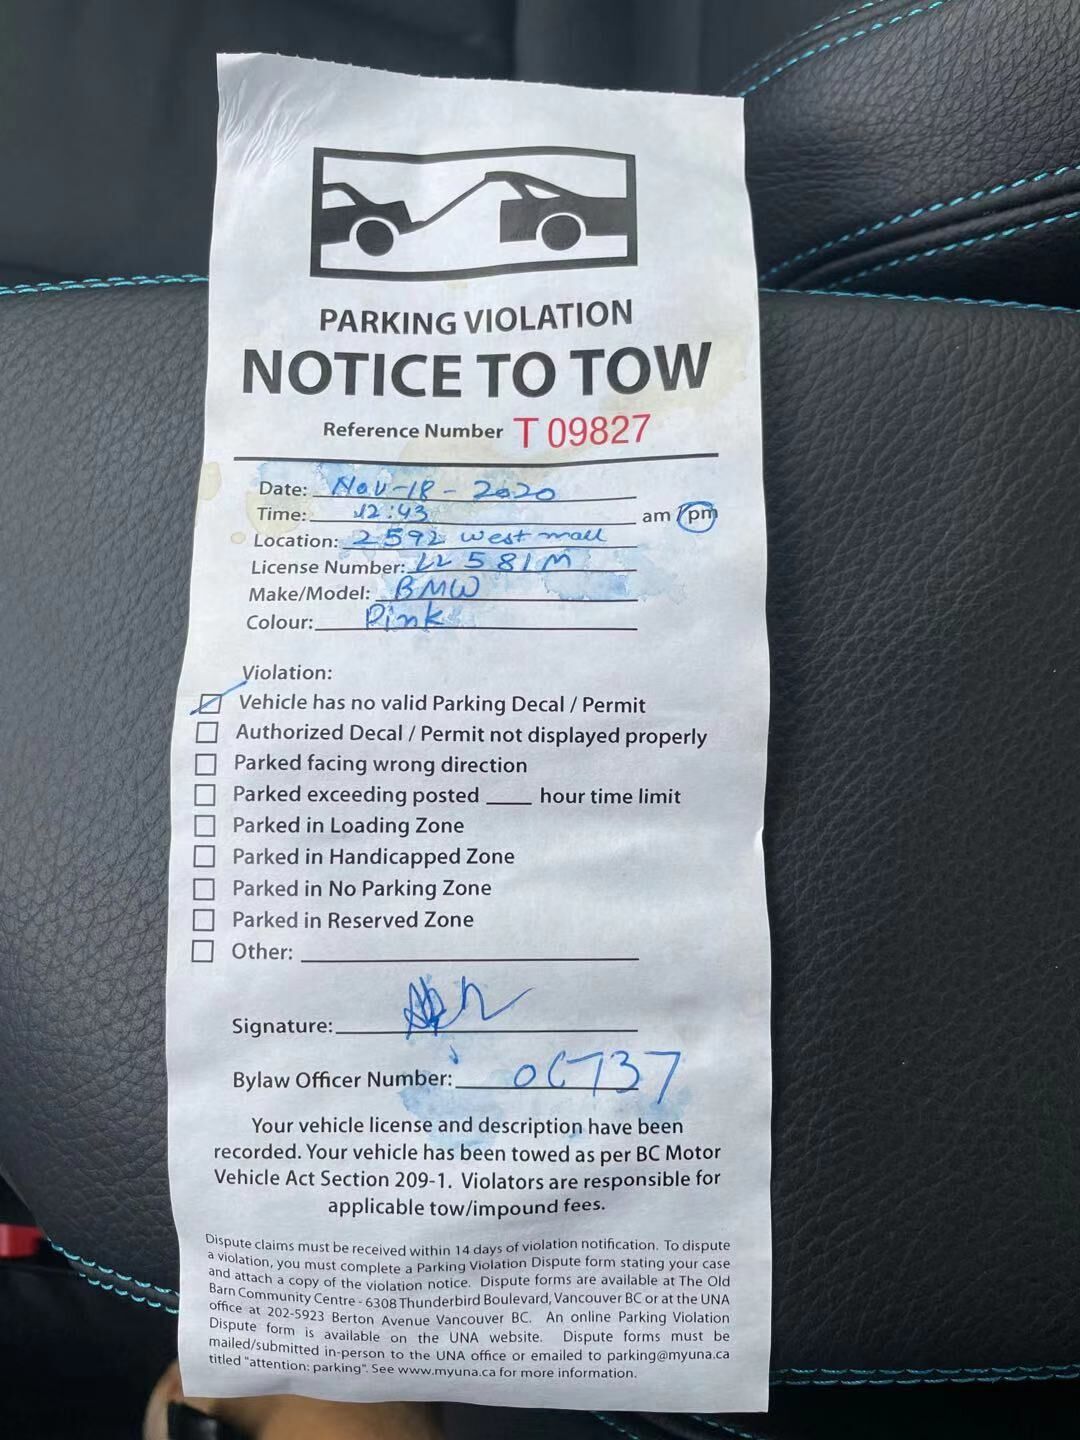 PARKING VIOLATION
NOTICE TO TOW
Reference Number T 09827
Date: Nov-18-2020
Time: 12:43 am pm
Location: 2592 west mall
License Number: LL 581M
Make/Model: BMW
Colour: Pink
Violation:
Vehicle has no valid Parking Decal / Permit
Authorized Decal / Permit not displayed properly
Parked facing wrong direction
Parked exceeding posted ____ hour time limit
Parked in Loading Zone
Parked in Handicapped Zone
Parked in No Parking Zone
Parked in Reserved Zone
Other:
Signature:
Bylaw Officer Number:
Your vehicle license and description have been
recorded. Your vehicle has been towed as per BC Motor
Vehicle Act Section 209-1. Violators are responsible for
applicable tow/impound fees.
Dispute claims must be received within 14 days of violation notification. To dispute
a violation, you must complete a Parking Violation Dispute form stating your case
and attach a copy of the violation notice. Dispute forms are available at The Old
Barn Community Centre - 6308 Thunderbird Boulevard, Vancouver BC or at the UNA
office at 202-5923 Berton Avenue Vancouver BC. An online Parking Violation
Dispute form is available on the UNA website. Dispute forms must be
mailed/submitted in-person to the UNA office or emailed to parking@myuna.ca
titled "attention: parking". See www.myuna.ca for more information.